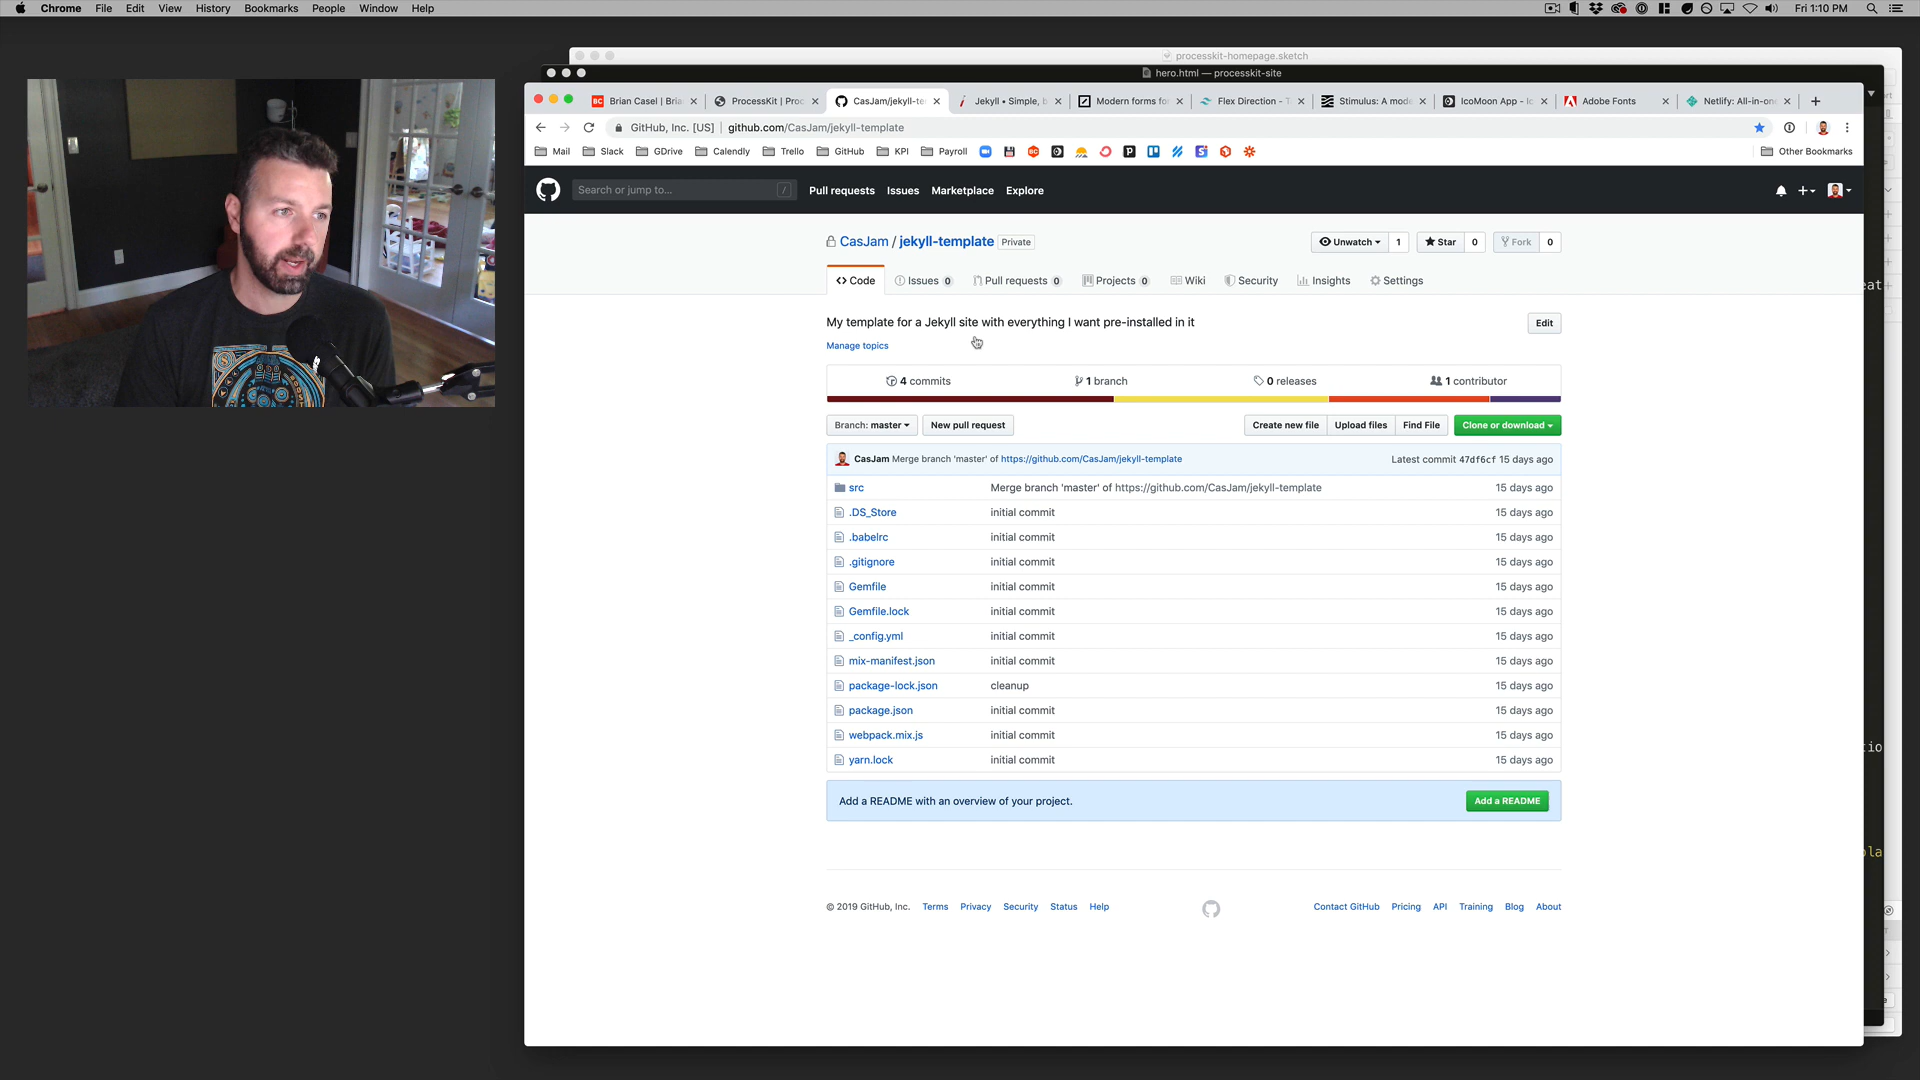 Chrome File Edit View History Bookmarks People Window Help
Fri 1:10 PM
processkit-homepage.sketch
hero.html — processkit-site
Brian Casel | Bria
ProcessKit | Proc
CasJam/jekyll-te
Jekyll • Simple, b
Modern forms fo
Flex Direction - T
Stimulus: A mod
IcoMoon App - Ic
Adobe Fonts
Netlify: All-in-on
GitHub, Inc. [US] | github.com/CasJam/jekyll-template
Mail Slack GDrive Calendly Trello GitHub KPI Payroll
Other Bookmarks
Search or jump to... /
Pull requests Issues Marketplace Explore
CasJam / jekyll-template Private
Unwatch 1 Star 0 Fork 0
Code Issues 0 Pull requests 0 Projects 0 Wiki Security Insights Settings
My template for a Jekyll site with everything I want pre-installed in it
Edit
Manage topics
4 commits 1 branch 0 releases 1 contributor
Branch: master New pull request Create new file Upload files Find File Clone or download
CasJam Merge branch 'master' of https://github.com/CasJam/jekyll-template Latest commit 47df6cf 15 days ago
src Merge branch 'master' of https://github.com/CasJam/jekyll-template 15 days ago
.DS_Store initial commit 15 days ago
.babelrc initial commit 15 days ago
.gitignore initial commit 15 days ago
Gemfile initial commit 15 days ago
Gemfile.lock initial commit 15 days ago
_config.yml initial commit 15 days ago
mix-manifest.json initial commit 15 days ago
package-lock.json cleanup 15 days ago
package.json initial commit 15 days ago
webpack.mix.js initial commit 15 days ago
yarn.lock initial commit 15 days ago
Add a README with an overview of your project. Add a README
© 2019 GitHub, Inc. Terms Privacy Security Status Help Contact GitHub Pricing API Training Blog About